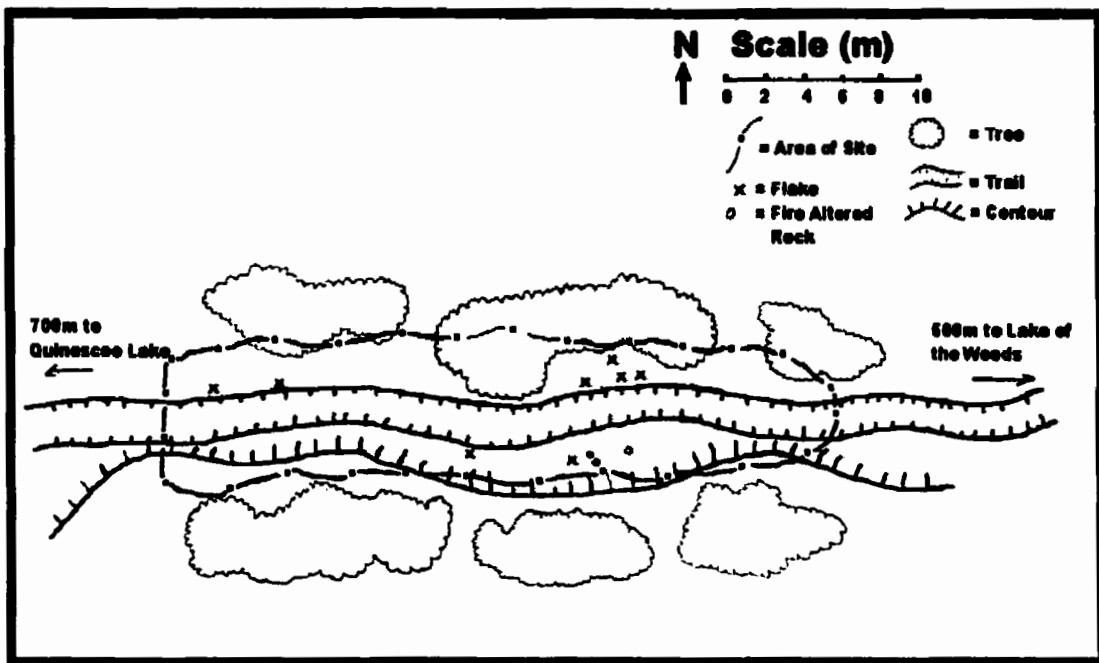 N Scale (m)
0 2 4 6 8 10
= Area of Site
= Tree
x = Flake
= Trail
o = Fire Altered
Rock
= Contour
700m to
Quinescoe Lake
600m to Lake of
the Woods